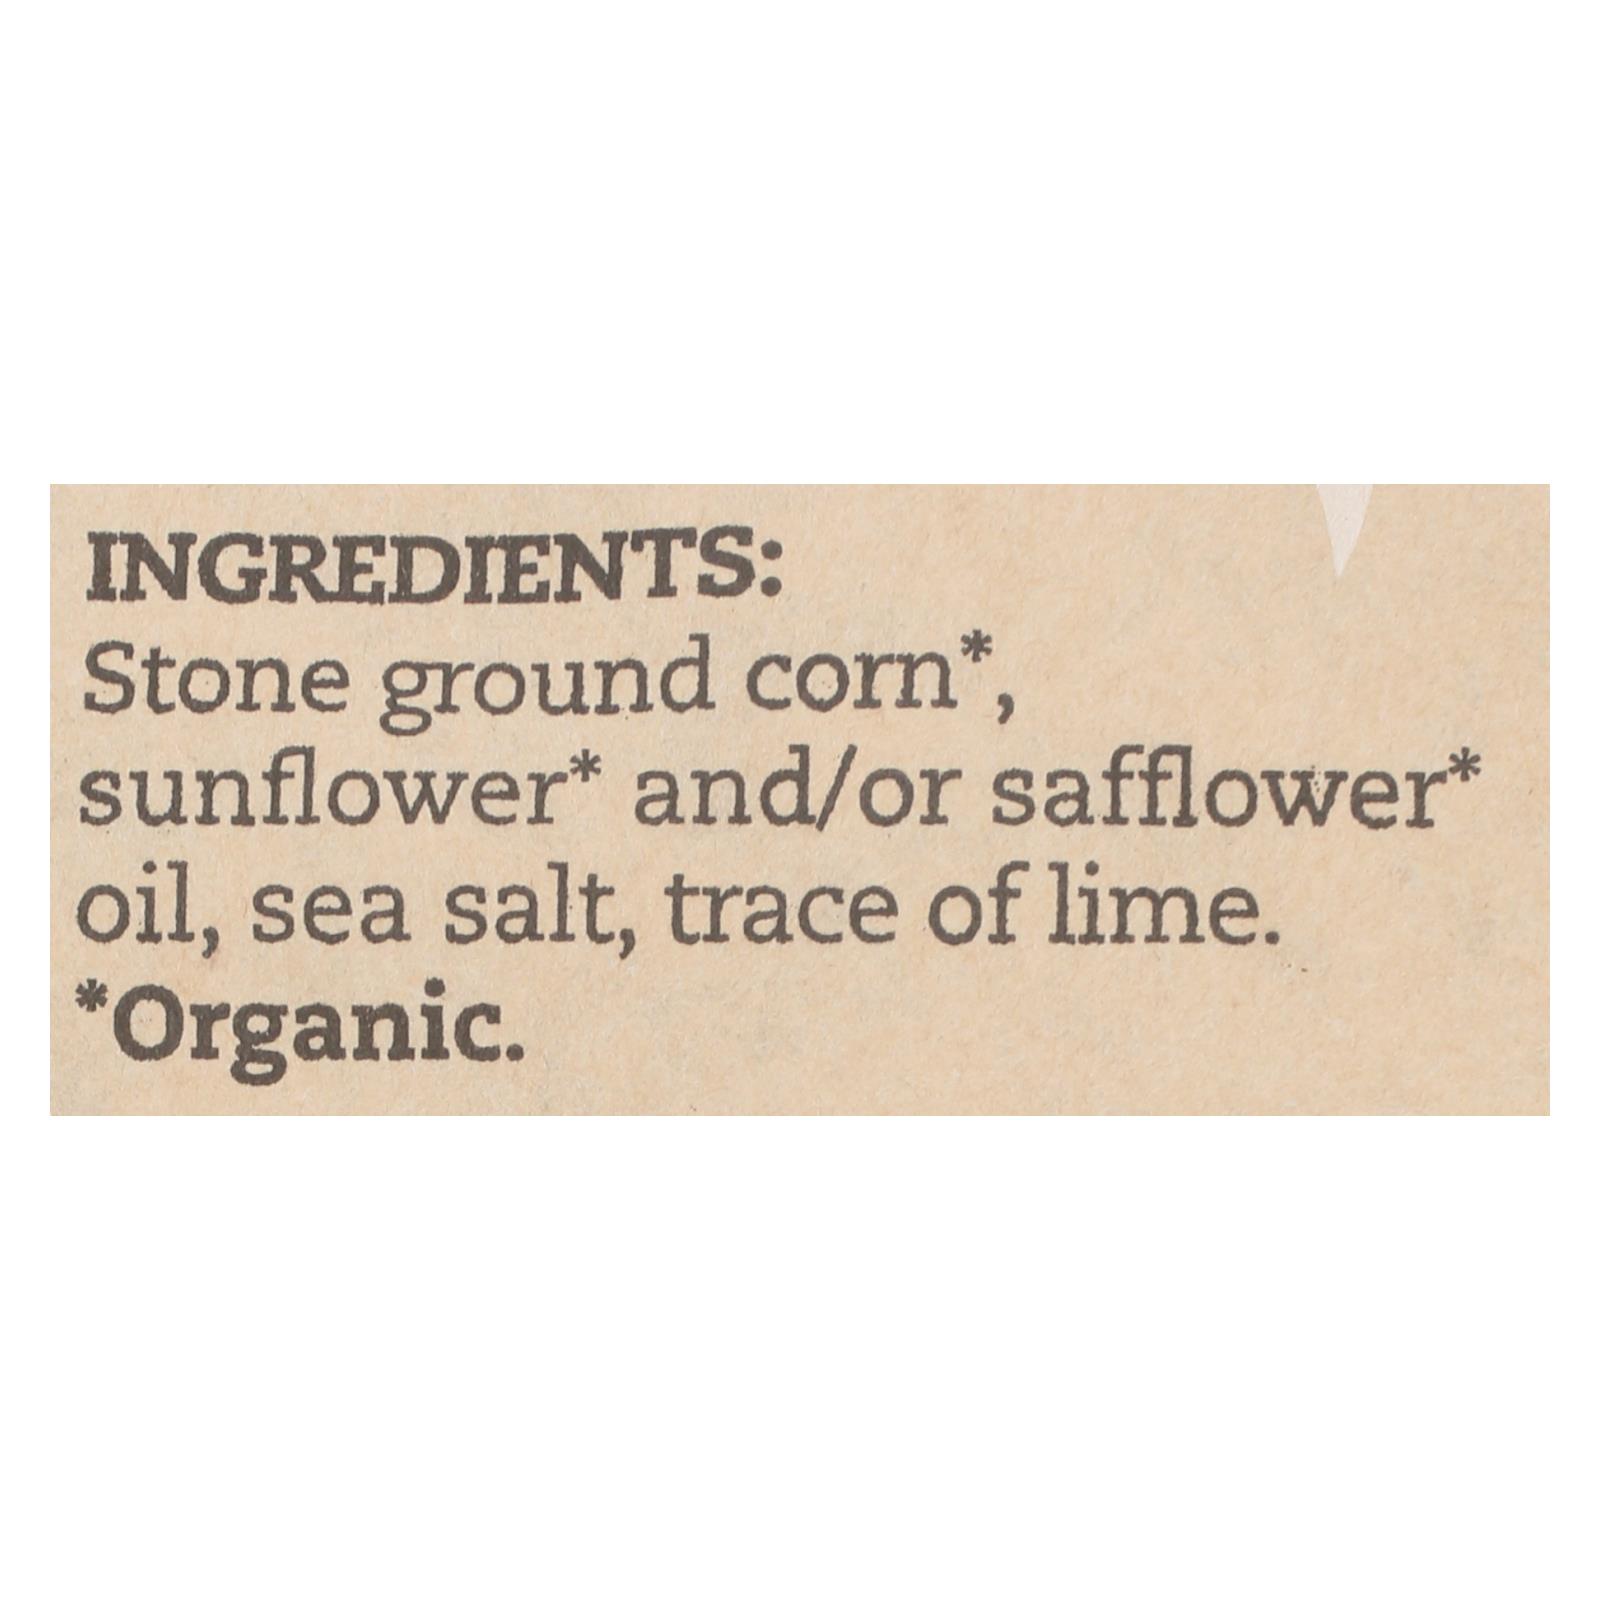 INGREDIENTS:
Stone ground corn*,
sunflower* and/or safflower*
oil, sea salt, trace of lime.
*Organic.